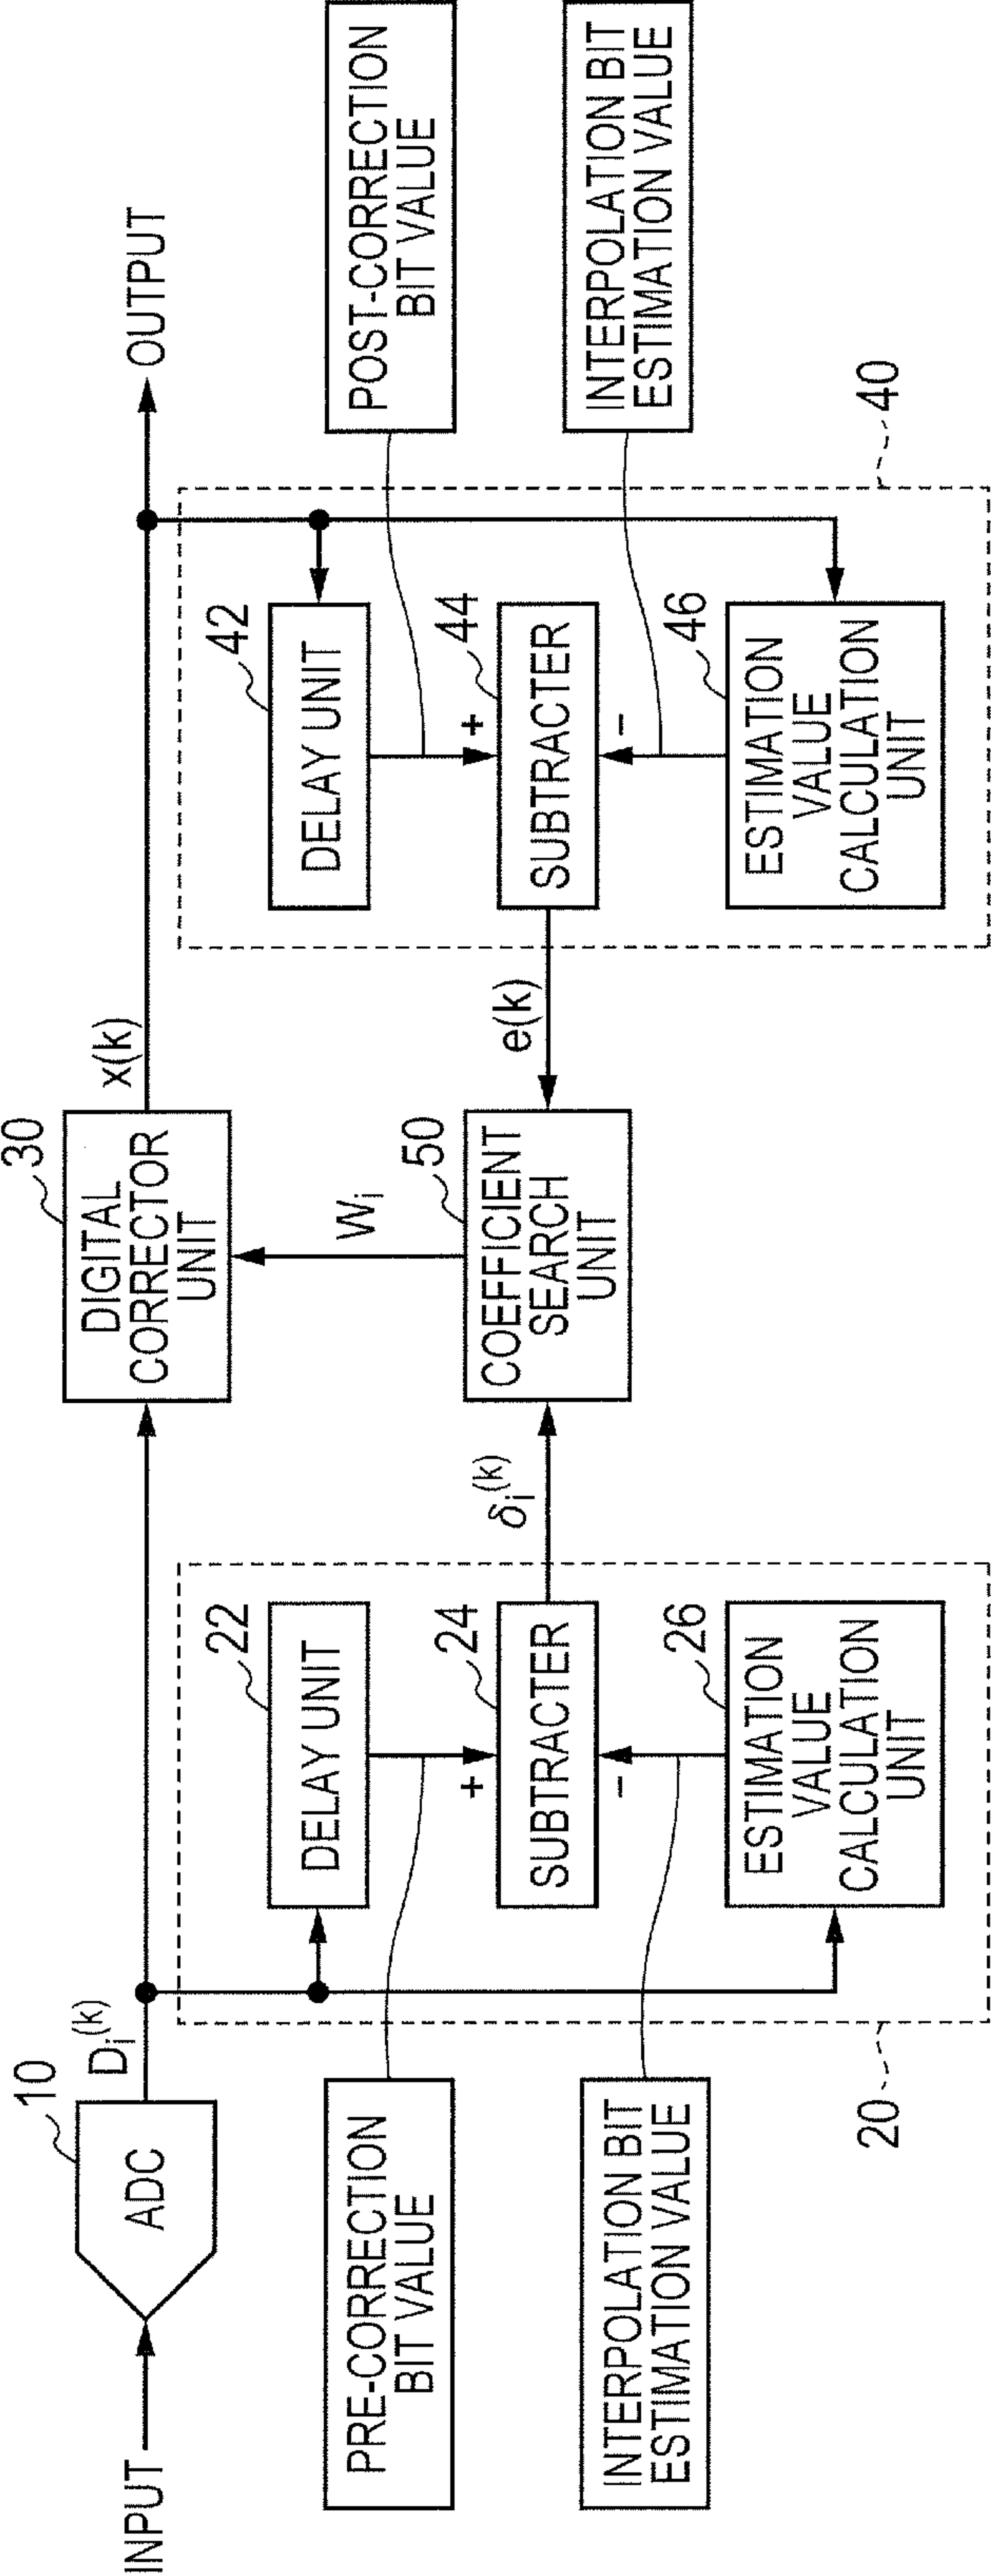 INPUT
10
ADC
D_i^(k)
30
DIGITAL
CORRECTOR
UNIT
x(k)
OUTPUT
PRE-CORRECTION
BIT VALUE
INTERPOLATION BIT
ESTIMATION VALUE
20
22
DELAY UNIT
+
24
SUBTRACTER
−
26
ESTIMATION
VALUE
CALCULATION
UNIT
δ_i^(k)
W_i
50
COEFFICIENT
SEARCH
UNIT
e(k)
42
DELAY UNIT
+
44
SUBTRACTER
−
46
ESTIMATION
VALUE
CALCULATION
UNIT
40
POST-CORRECTION
BIT VALUE
INTERPOLATION BIT
ESTIMATION VALUE